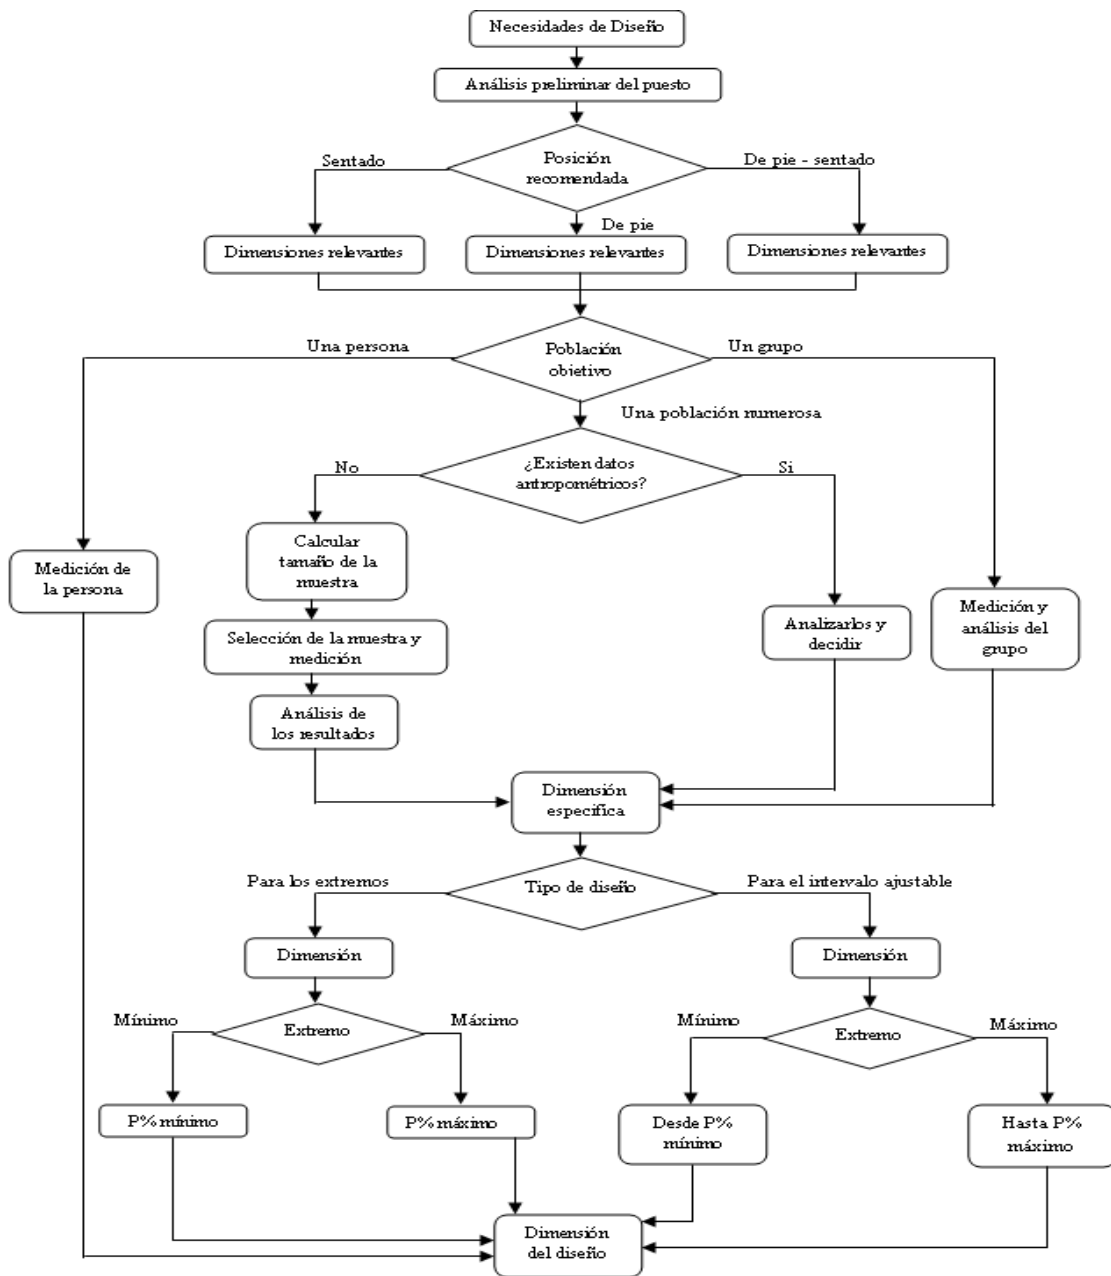 Necesidades de Diseño
Análisis preliminar del puesto
Posición
recomendada
Sentado
De pie - sentado
De pie
Dimensiones relevantes
Dimensiones relevantes
Dimensiones relevantes
Una persona
Población
objetivo
Un grupo
Una población numerosa
¿Existen datos
antropométricos?
No
Si
Calcular
tamaño de la
muestra
Medición de
la persona
Selección de la muestra y
medición
Analizarlos y
decidir
Medición y
análisis del
grupo
Análisis de
los resultados
Dimensión
especifíca
Tipo de diseño
Para los extremos
Para el intervalo ajustable
Dimensión
Dimensión
Mínimo
Extremo
Máximo
Mínimo
Extremo
Máximo
P% mínimo
P% máximo
Desde P%
mínimo
Hasta P%
máximo
Dimensión
del diseño